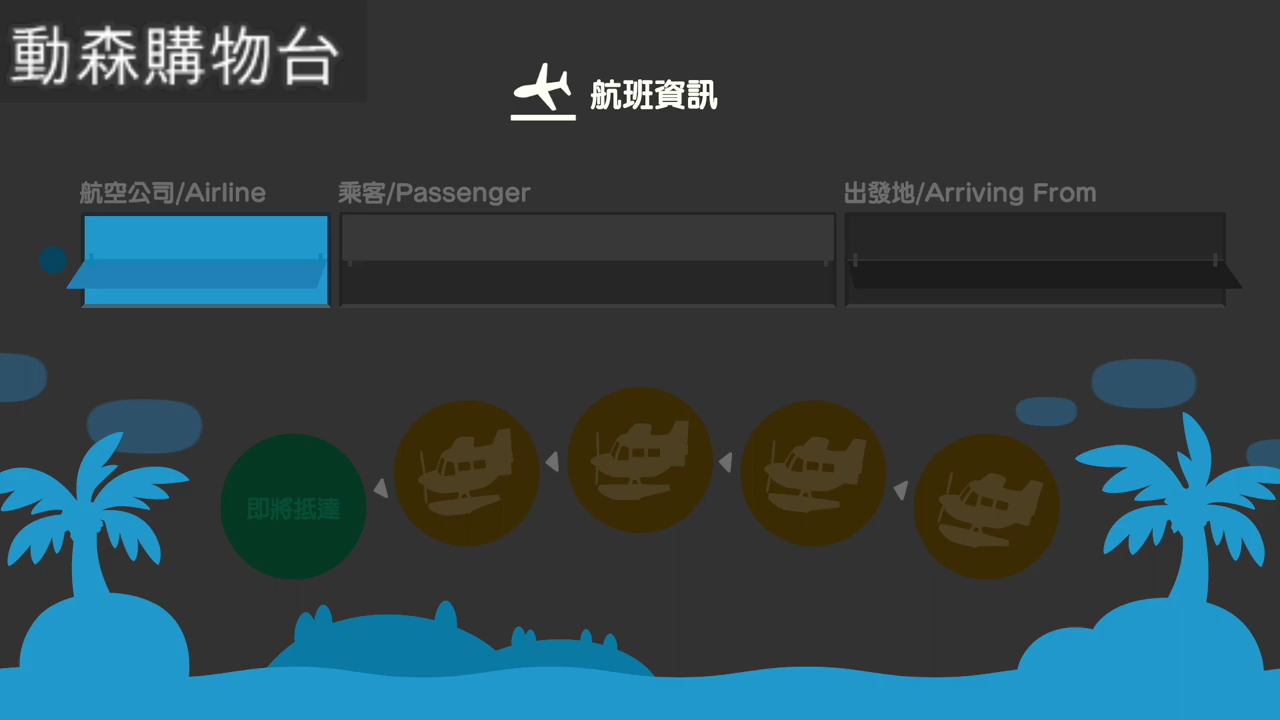 動森購物台
航班資訊
航空公司/Airline
乘客/Passenger
出發地/Arriving From
即將抵達